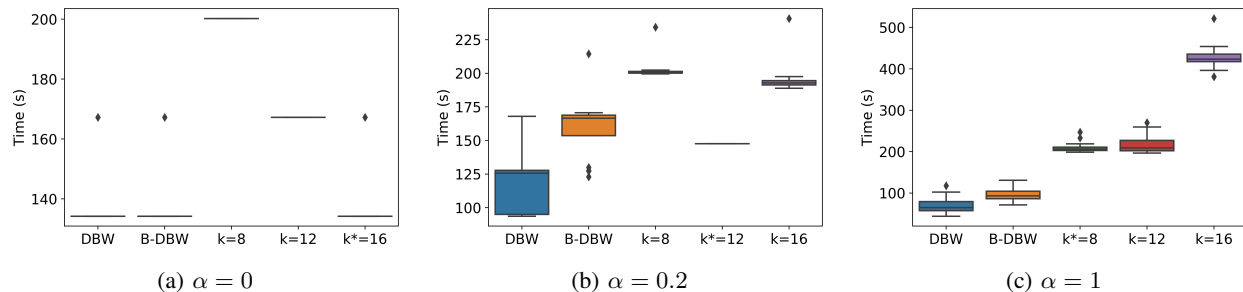 Time (s)
200
180
160
140
DBW B-DBW k=8 k=12 k*=16
(a) α = 0
Time (s)
225
200
175
150
125
100
DBW B-DBW k=8 k*=12 k=16
(b) α = 0.2
Time (s)
500
400
300
200
100
DBW B-DBW k*=8 k=12 k=16
(c) α = 1